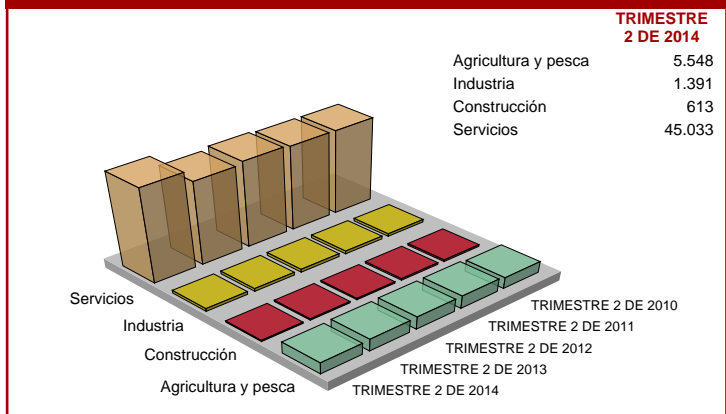 TRIMESTRE
2 DE 2014
Agricultura y pesca 5.548
Industria 1.391
Construcción 613
Servicios 45.033
Servicios
Industria
Construcción
Agricultura y pesca
TRIMESTRE 2 DE 2010
TRIMESTRE 2 DE 2011
TRIMESTRE 2 DE 2012
TRIMESTRE 2 DE 2013
TRIMESTRE 2 DE 2014